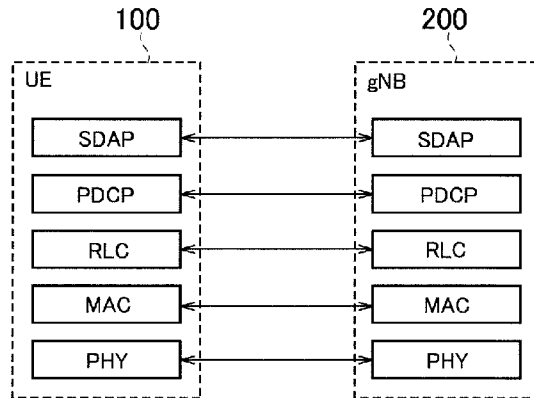 100 200
UE gNB
SDAP SDAP
PDCP PDCP
RLC RLC
MAC MAC
PHY PHY